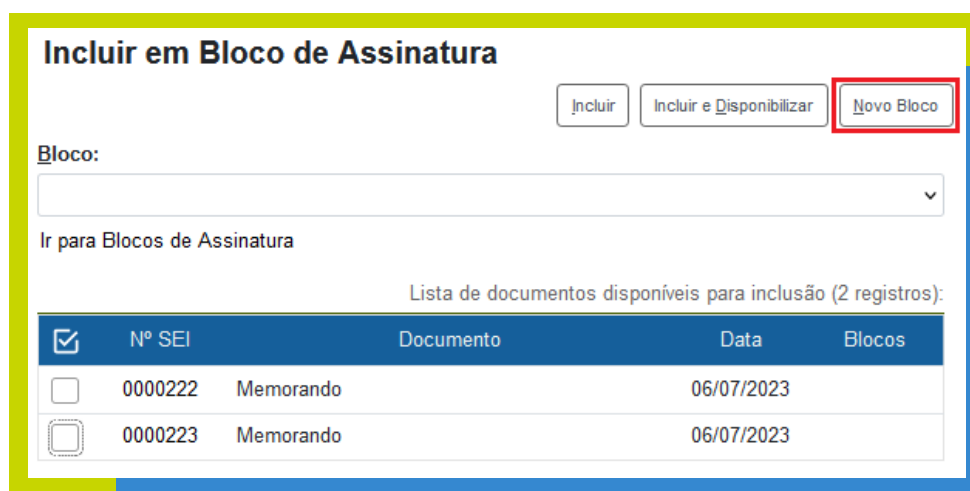 Incluir em Bloco de Assinatura
Incluir Incluir e Disponibilizar Novo Bloco
Bloco:
Ir para Blocos de Assinatura
Lista de documentos disponíveis para inclusão (2 registros):
Nº SEI Documento Data Blocos
0000222 Memorando 06/07/2023
0000223 Memorando 06/07/2023